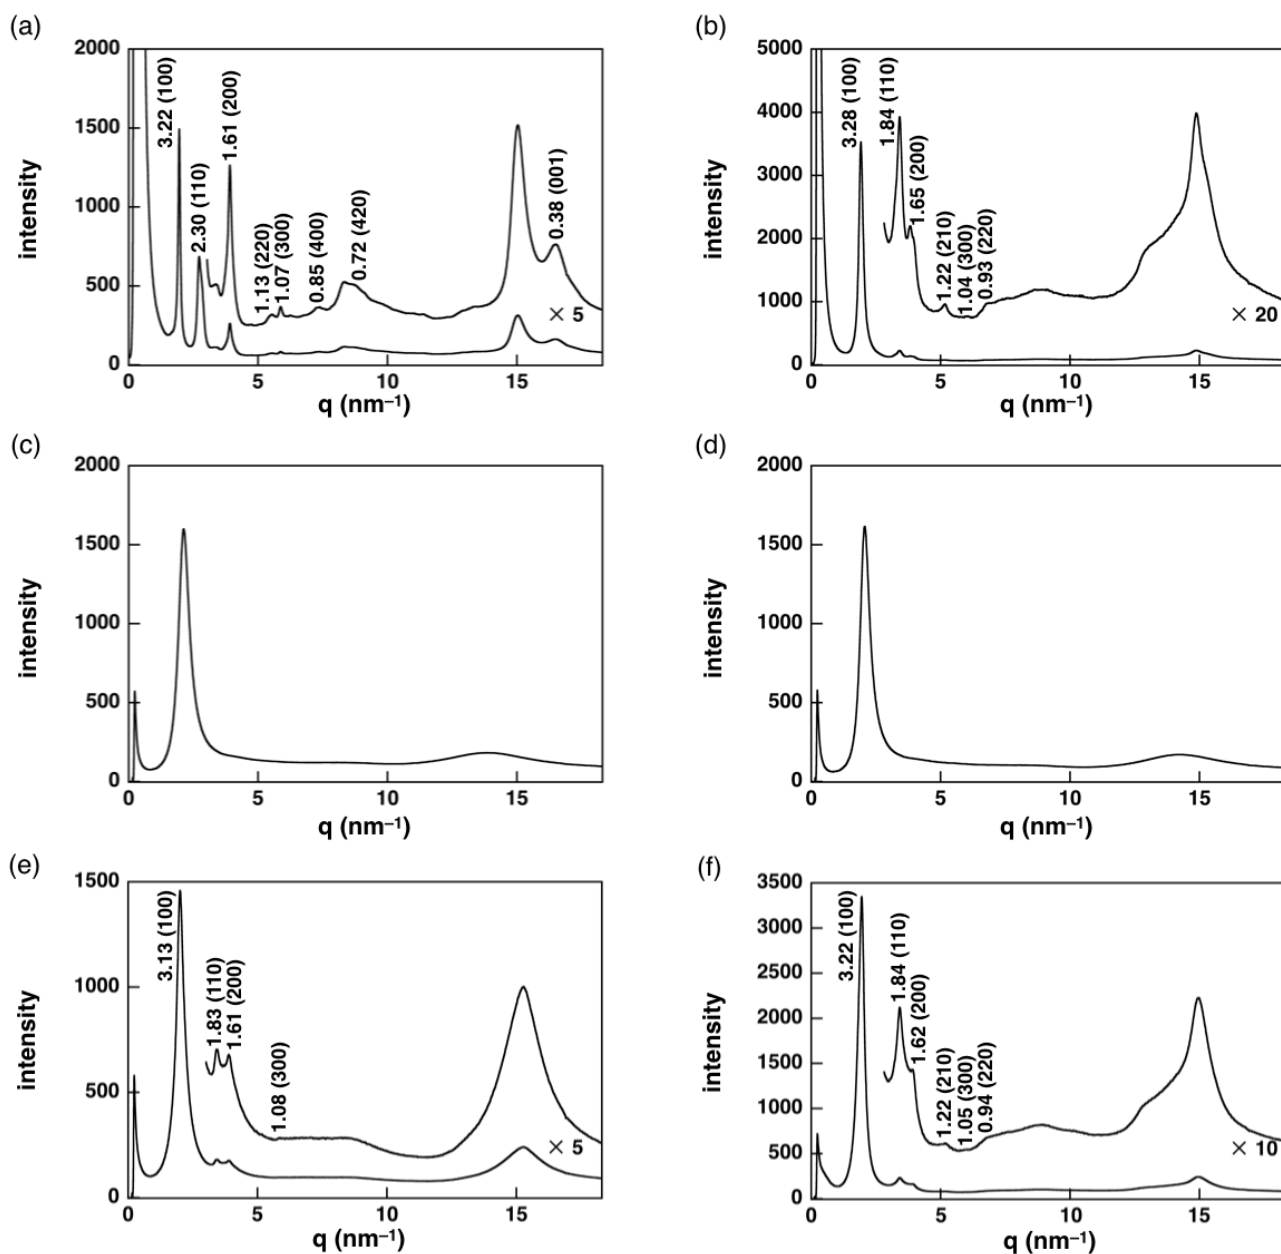 (a)
2000
1500
1000
500
0
intensity
3.22 (100)
2.30 (110)
1.61 (200)
1.13 (220)
1.07 (300)
0.85 (400)
0.72 (420)
0.38 (001)
× 5
0 5 10 15
q (nm–1)
(b)
5000
4000
3000
2000
1000
0
intensity
3.28 (100)
1.84 (110)
1.65 (200)
1.22 (210)
1.04 (300)
0.93 (220)
× 20
0 5 10 15
q (nm–1)
(c)
2000
1500
1000
500
0
intensity
0 5 10 15
q (nm–1)
(d)
2000
1500
1000
500
0
intensity
0 5 10 15
q (nm–1)
(e)
1500
1000
500
0
intensity
3.13 (100)
1.83 (110)
1.61 (200)
1.08 (300)
× 5
0 5 10 15
q (nm–1)
(f)
3500
3000
2500
2000
1500
1000
500
0
intensity
3.22 (100)
1.84 (110)
1.62 (200)
1.22 (210)
1.05 (300)
0.94 (220)
× 10
0 5 10 15
q (nm–1)